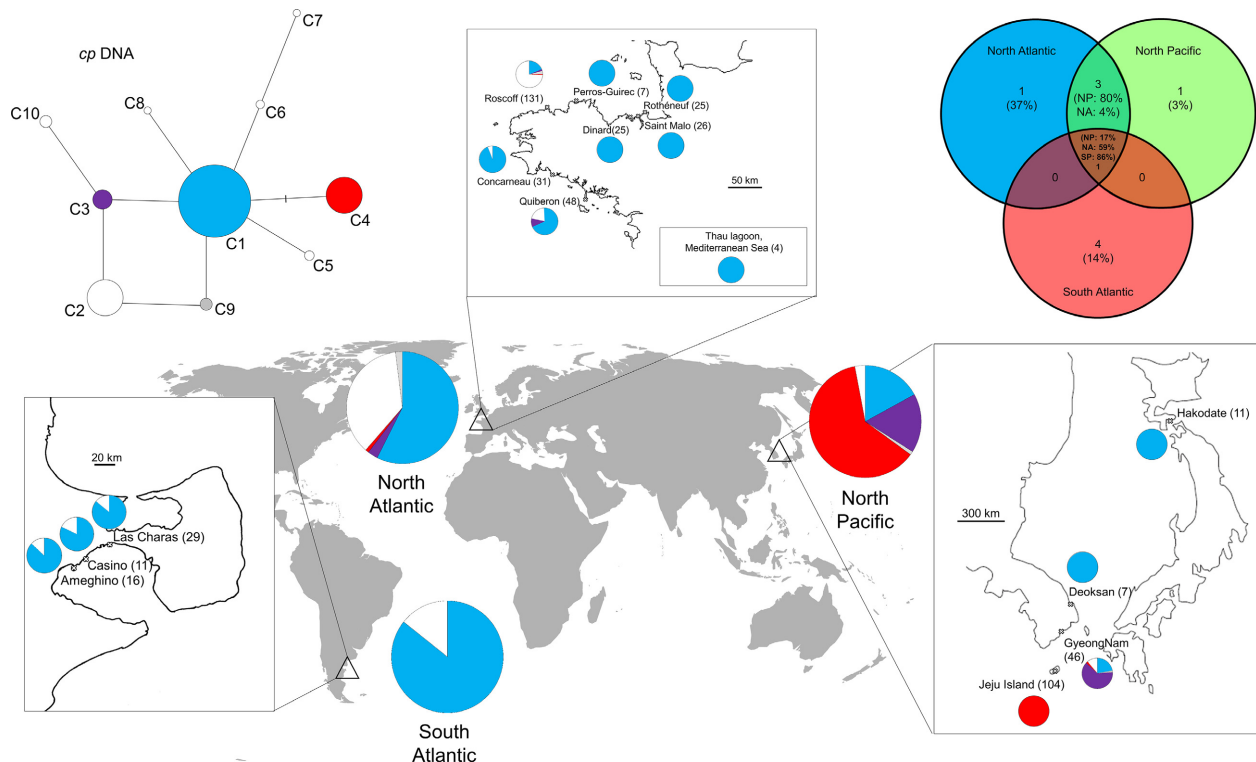 cp DNA
C7
C8
C6
C10
C3
C1
C4
C5
C2
C9
Roscoff (131)
Perros-Guirec (7)
Rothéneuf (25)
Saint Malo (26)
Dinard(25)
Concarneau (31)
Quiberon (48)
50 km
Thau lagoon,
Mediterranean Sea (4)
North Atlantic
North Pacific
1
(37%)
3
(NP: 80%
NA: 4%)
1
(3%)
(NP: 17%
NA: 59%
SP: 86%)
1
0
0
4
(14%)
South Atlantic
20 km
Las Charas (29)
Casino (11)
Ameghino (16)
North
Atlantic
North
Pacific
South
Atlantic
Hakodate (11)
300 km
Deoksan (7)
GyeongNam
(46)
Jeju Island (104)